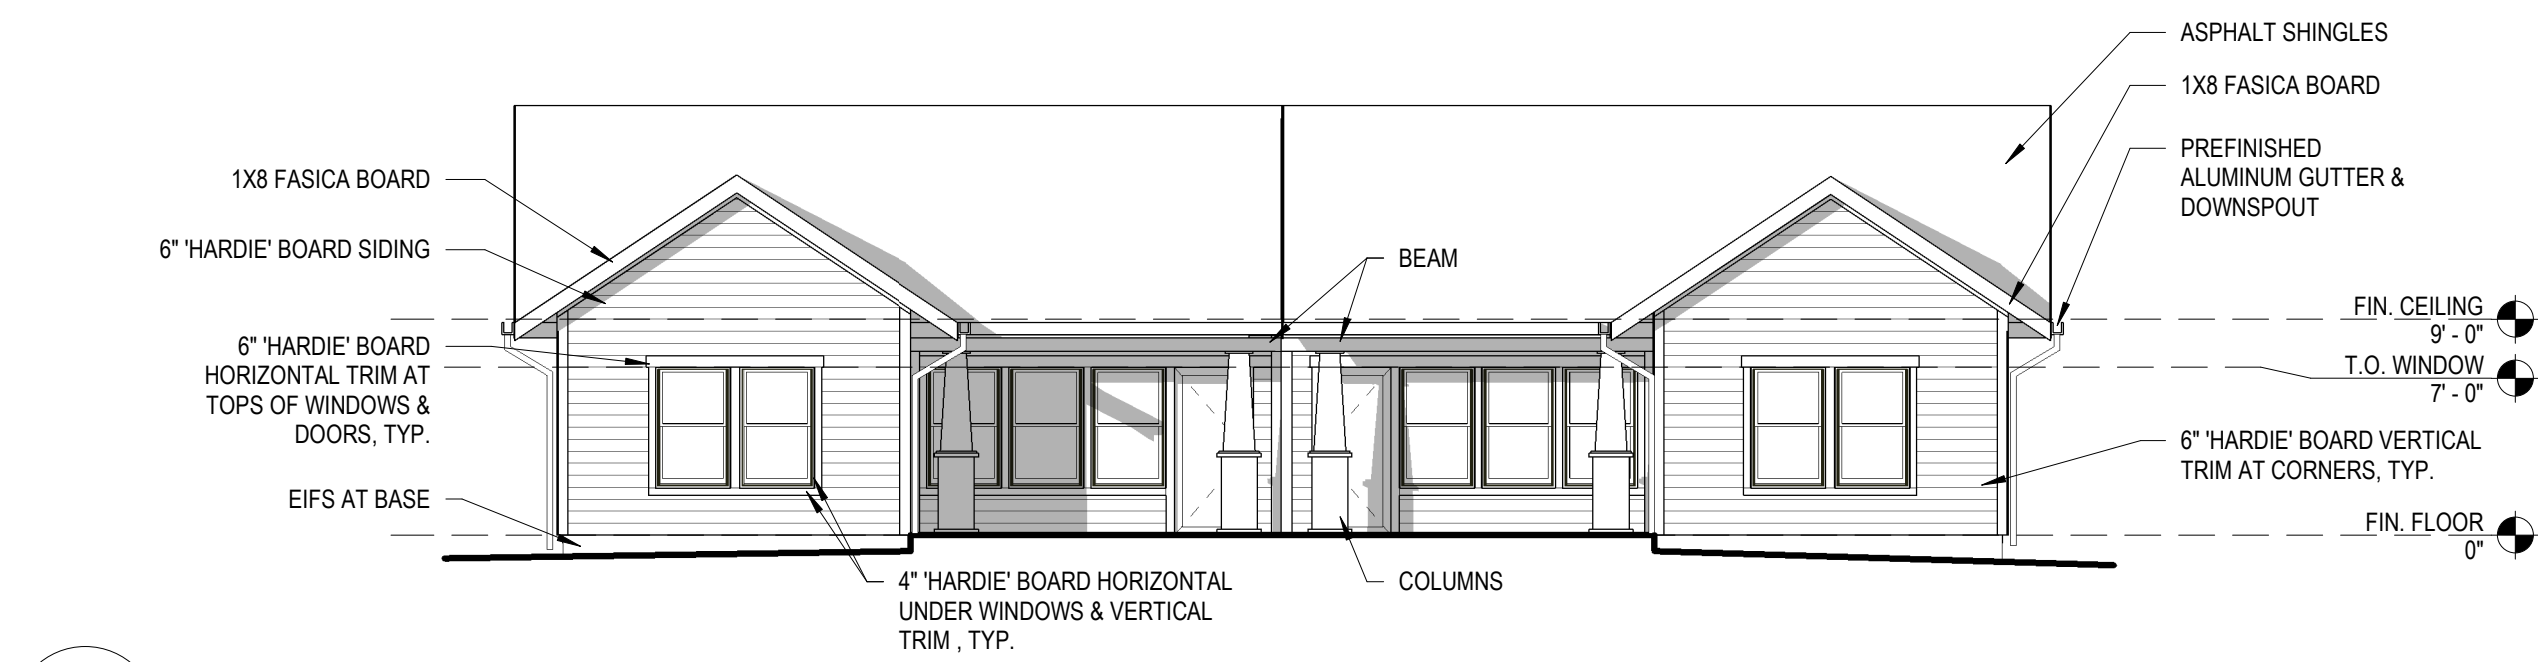 ASPHALT SHINGLES
1X8 FASICA BOARD
PREFINISHED
ALUMINUM GUTTER &
DOWNSPOUT
1X8 FASICA BOARD
6" 'HARDIE' BOARD SIDING
BEAM
6" 'HARDIE' BOARD
HORIZONTAL TRIM AT
TOPS OF WINDOWS &
DOORS, TYP.
FIN. CEILING
9' - 0"
T.O. WINDOW
7' - 0"
6" 'HARDIE' BOARD VERTICAL
TRIM AT CORNERS, TYP.
EIFS AT BASE
FIN. FLOOR
0"
4" 'HARDIE' BOARD HORIZONTAL
UNDER WINDOWS & VERTICAL
TRIM , TYP.
COLUMNS